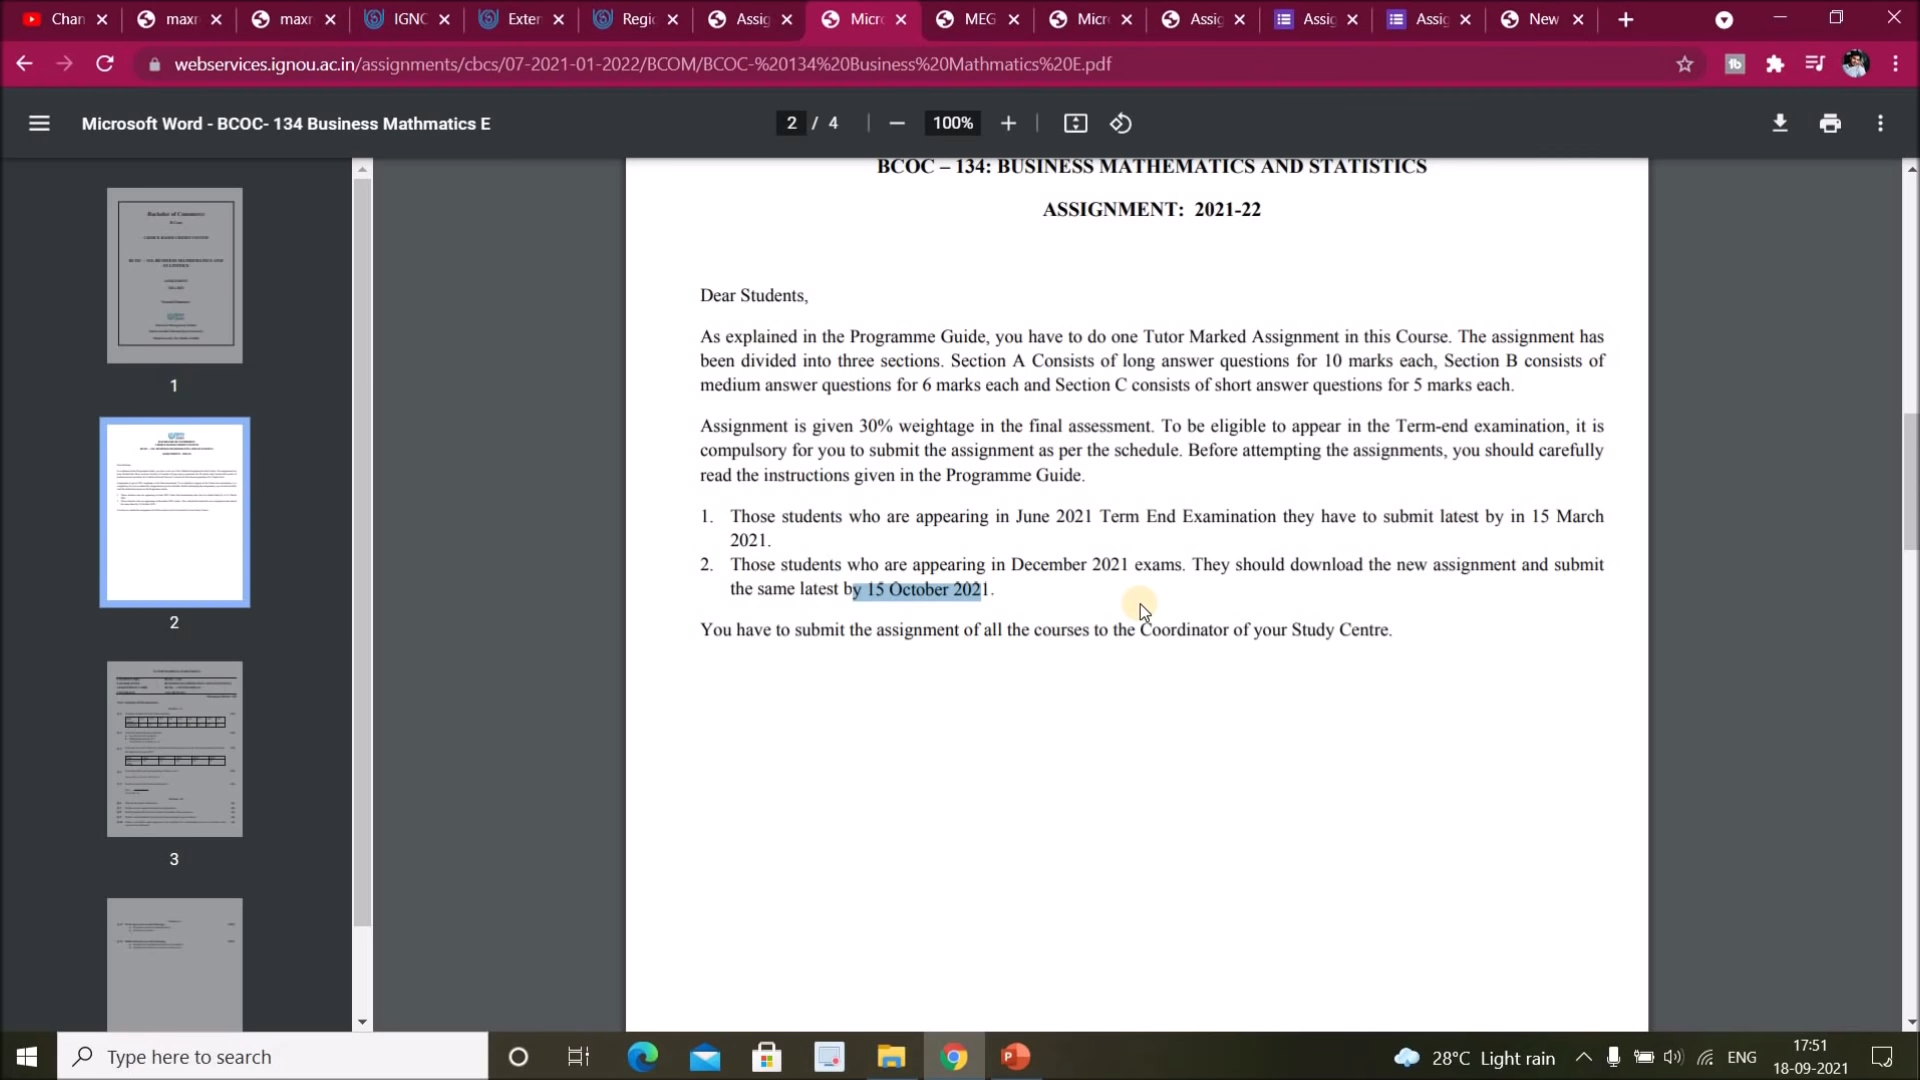 Chan
maxr
maxr
IGNC
Exter
Regi
Assig
Micr
MEG
Micr
Assig
Assig
Assig
New
webservices.ignou.ac.in/assignments/cbcs/07-2021-01-2022/BCOM/BCOC-%20134%20Business%20Mathmatics%20E.pdf
Microsoft Word - BCOC- 134 Business Mathmatics E
2 / 4
100%
BCOC – 134: BUSINESS MATHEMATICS AND STATISTICS
ASSIGNMENT: 2021-22
Dear Students,
As explained in the Programme Guide, you have to do one Tutor Marked Assignment in this Course. The assignment has
been divided into three sections. Section A Consists of long answer questions for 10 marks each, Section B consists of
medium answer questions for 6 marks each and Section C consists of short answer questions for 5 marks each.
Assignment is given 30% weightage in the final assessment. To be eligible to appear in the Term-end examination, it is
compulsory for you to submit the assignment as per the schedule. Before attempting the assignments, you should carefully
read the instructions given in the Programme Guide.
1. Those students who are appearing in June 2021 Term End Examination they have to submit latest by in 15 March
2021.
2. Those students who are appearing in December 2021 exams. They should download the new assignment and submit
the same latest by 15 October 2021.
You have to submit the assignment of all the courses to the Coordinator of your Study Centre.
1
2
3
Type here to search
28°C Light rain
ENG
17:51
18-09-2021